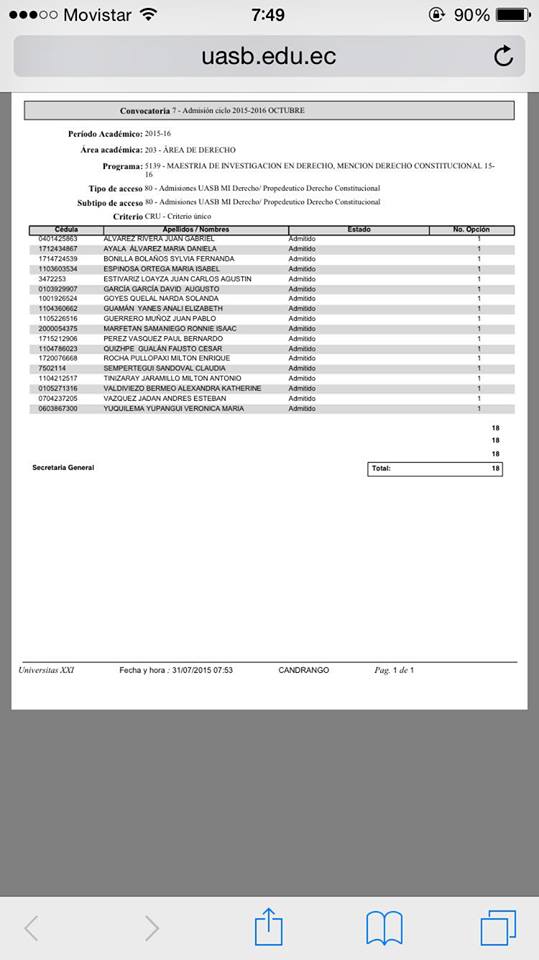 Movistar 7:49 90%
uasb.edu.ec
Convocatoria 7 - Admisión ciclo 2015-2016 OCTUBRE
Período Académico: 2015-16
Área académica: 203 - ÁREA DE DERECHO
Programa: 5139 - MAESTRIA DE INVESTIGACION EN DERECHO, MENCION DERECHO CONSTITUCIONAL 15-
16
Tipo de acceso 80 - Admisiones UASB MI Derecho/ Propedeutico Derecho Constitucional
Subtipo de acceso 80 - Admisiones UASB MI Derecho/ Propedeutico Derecho Constitucional
Criterio CRU - Criterio único
Cédula Apellidos / Nombres Estado No. Opción
0401425863 ALVAREZ RIVERA JUAN GABRIEL Admitido 1
1712434867 AYALA ALVAREZ MARIA DANIELA Admitido 1
1714724539 BONILLA BOLAÑOS SYLVIA FERNANDA Admitido 1
1103603534 ESPINOSA ORTEGA MARIA ISABEL Admitido 1
3472253 ESTIVARIZ LOAYZA JUAN CARLOS AGUSTIN Admitido 1
0103929907 GARCÍA GARCÍA DAVID AUGUSTO Admitido 1
1001926524 GOYES QUELAL NARDA SOLANDA Admitido 1
1104360662 GUAMÁN YANES ANALI ELIZABETH Admitido 1
1105226516 GUERRERO MUÑOZ JUAN PABLO Admitido 1
2000054375 MARFETAN SAMANIEGO RONNIE ISAAC Admitido 1
1715212906 PEREZ VASQUEZ PAUL BERNARDO Admitido 1
1104786023 QUIZHPE GUALÁN FAUSTO CESAR Admitido 1
1720076668 ROCHA PULLOPAXI MILTON ENRIQUE Admitido 1
7502114 SEMPERTEGUI SANDOVAL CLAUDIA Admitido 1
1104212517 TINIZARAY JARAMILLO MILTON ANTONIO Admitido 1
0105271316 VALDIVIEZO BERMEO ALEXANDRA KATHERINE Admitido 1
0704237205 VAZQUEZ JADAN ANDRES ESTEBAN Admitido 1
0603867300 YUQUILEMA YUPANGUI VERONICA MARIA Admitido 1
18
18
18
Secretaria General Total: 18
Universitas XXI Fecha y hora : 31/07/2015 07:53 CANDRANGO Pag. 1 de 1